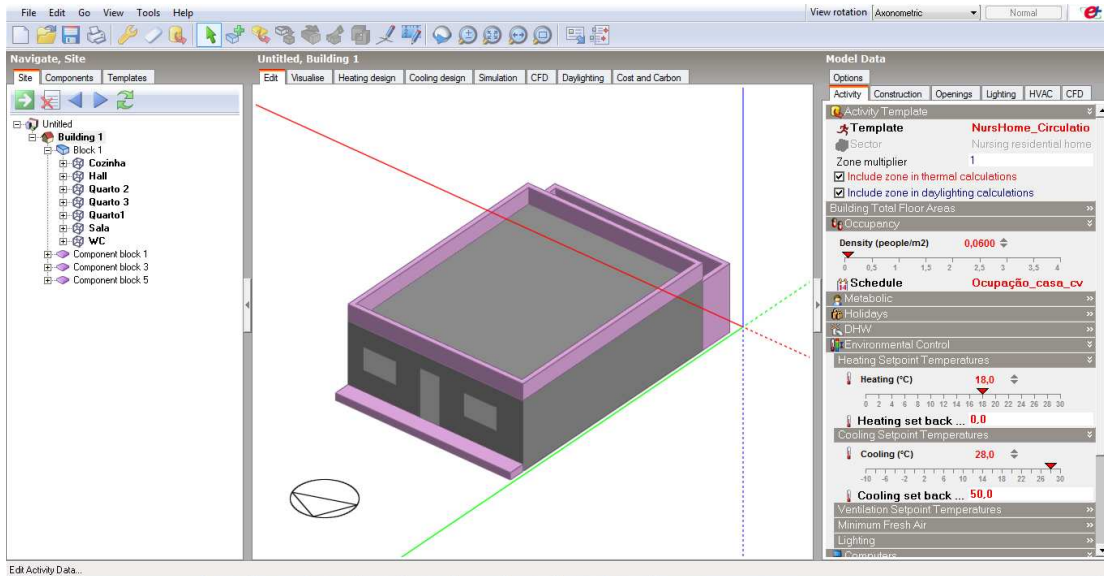 File Edit Go View Tools Help
View rotation Axonometric Normal
Navigate, Site
Site Components Templates
Untitled
Building 1
Block 1
Cozinha
Hall
Quarto 2
Quarto 3
Quarto1
Sala
WC
Component block 1
Component block 3
Component block 5
Untitled, Building 1
Edit Visualise Heating design Cooling design Simulation CFD Daylighting Cost and Carbon
Model Data
Options
Activity Construction Openings Lighting HVAC CFD
Activity Template
Template NursHome_Circulatio
Sector Nursing residential home
Zone multiplier 1
Include zone in thermal calculations
Include zone in daylighting calculations
Building Total Floor Areas
Occupancy
Density (people/m2) 0,0600
0 0,5 1 1,5 2 2,5 3 3,5 4
Schedule Ocupação_casa_cv
Metabolic
Holidays
DHW
Environmental Control
Heating Setpoint Temperatures
Heating (°C) 18,0
0 2 4 6 8 10 12 14 16 18 20 22 24 26 28 30
Heating set back ... 0,0
Cooling Setpoint Temperatures
Cooling (°C) 28,0
-10 -6 -2 2 6 10 14 18 22 26 30
Cooling set back ... 50,0
Ventilation Setpoint Temperatures
Minimum Fresh Air
Lighting
Computers
Edit Activity Data...